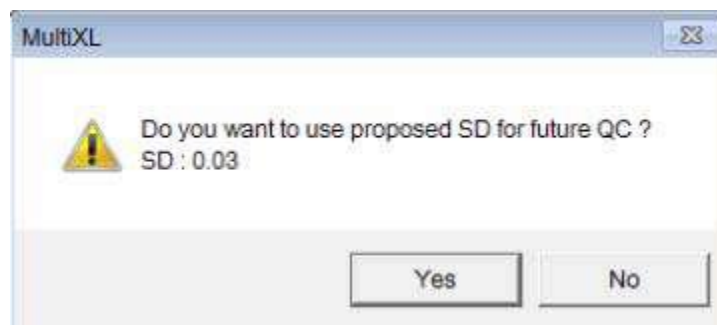 MultiXL
Do you want to use proposed SD for future QC ?
SD : 0.03
Yes
No